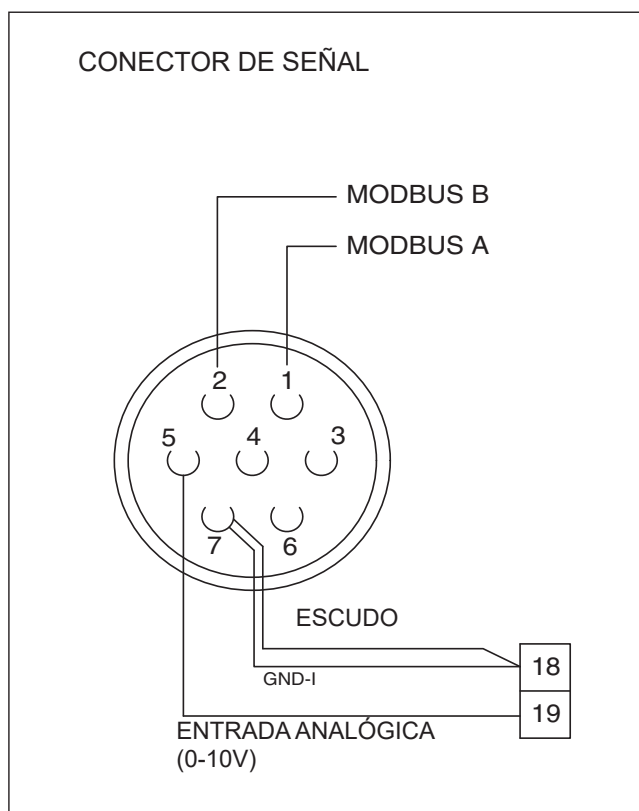 CONECTOR DE SEÑAL
MODBUS B
MODBUS A
2 1
5 4 3
7 6
ESCUDO
18
GND-I
19
ENTRADA ANALÓGICA
(0-10V)